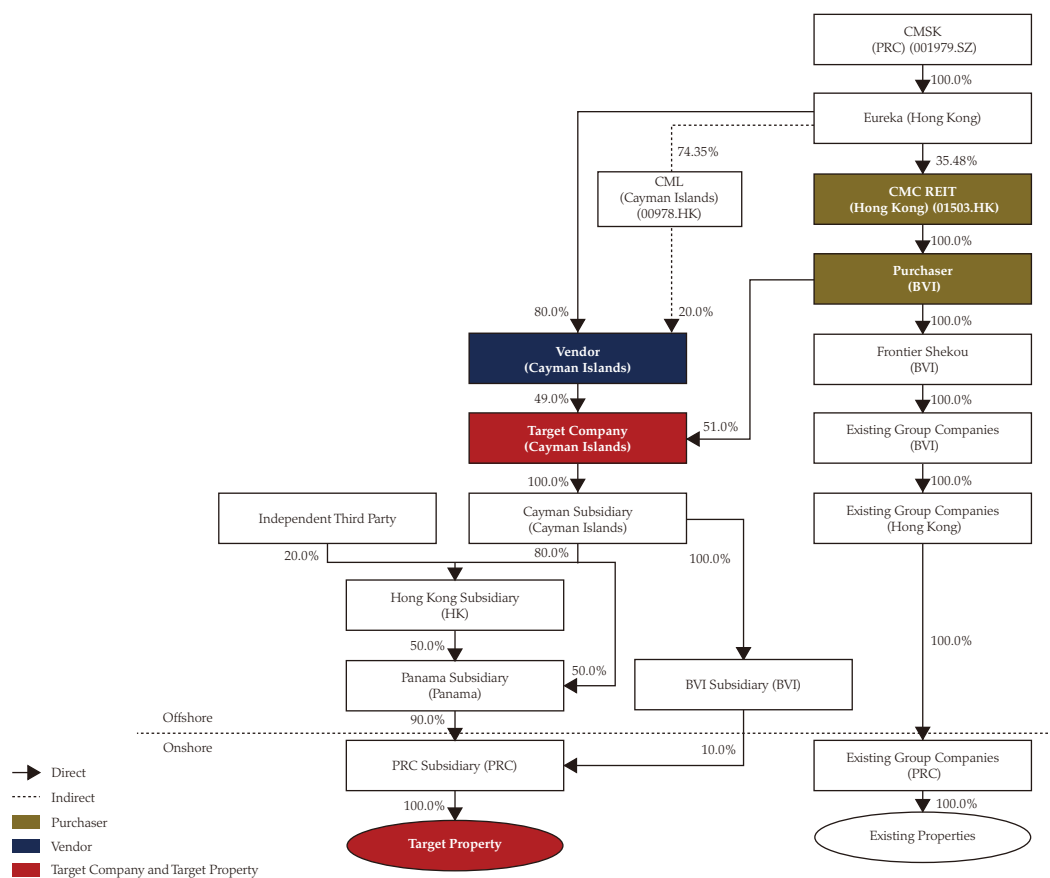 CMSK
(PRC) (001979.SZ)
100.0%
Eureka (Hong Kong)
74.35%
35.48%
CML
(Cayman Islands)
(00978.HK)
CMC REIT
(Hong Kong) (01503.HK)
100.0%
Purchaser
(BVI)
80.0%
20.0%
100.0%
Vendor
(Cayman Islands)
Frontier Shekou
(BVI)
49.0%
100.0%
Target Company
(Cayman Islands)
51.0%
Existing Group Companies
(BVI)
100.0%
100.0%
Independent Third Party
Cayman Subsidiary
(Cayman Islands)
Existing Group Companies
(Hong Kong)
20.0%
80.0%
100.0%
Hong Kong Subsidiary
(HK)
50.0%
100.0%
Panama Subsidiary
(Panama)
50.0%
BVI Subsidiary (BVI)
Offshore
90.0%
Onshore
10.0%
PRC Subsidiary (PRC)
Existing Group Companies
(PRC)
100.0%
100.0%
Target Property
Existing Properties
Direct
Indirect
Purchaser
Vendor
Target Company and Target Property